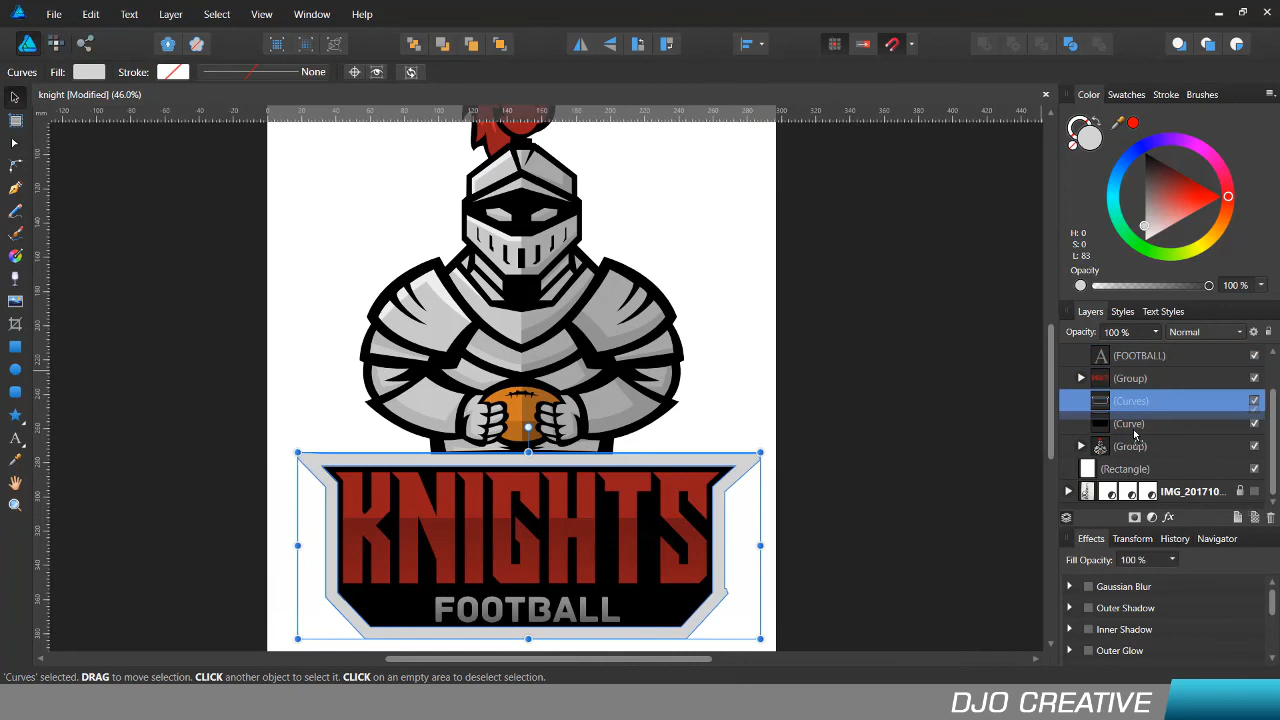 File Edit Text Layer Select View Window Help
Curves Fill: Stroke: None
knight [Modified] (46.0%)
Color Swatches Stroke Brushes
H: 0
S: 0
L: 83
Opacity
100 %
Layers Styles Text Styles
Opacity: 100 % Normal
(FOOTBALL)
(Group)
(Curves)
(Curve)
(Group)
(Rectangle)
IMG_201710...
Effects Transform History Navigator
Fill Opacity: 100 %
Gaussian Blur
Outer Shadow
Inner Shadow
Outer Glow
KNIGHTS
FOOTBALL
'Curves' selected. DRAG to move selection. CLICK another object to select it. CLICK on an empty area to deselect selection.
DJO CREATIVE